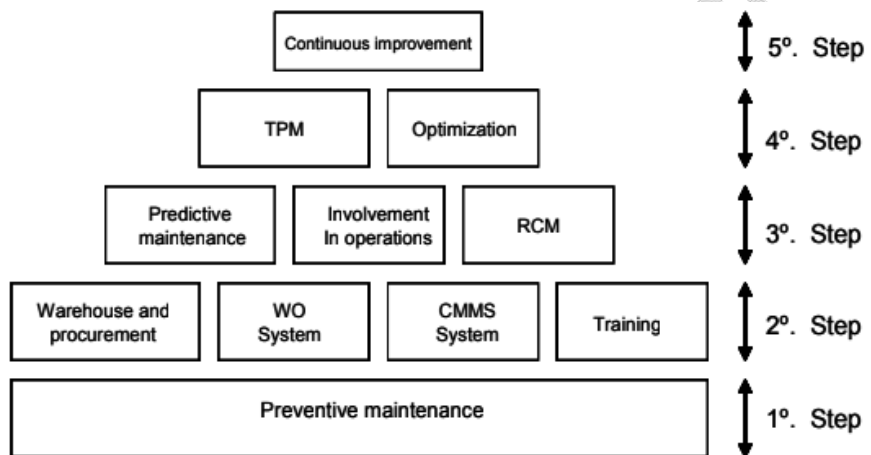 Continuous improvement
5º. Step
TPM
Optimization
4º. Step
Predictive
maintenance
Involvement
In operations
RCM
3º. Step
Warehouse and
procurement
WO
System
CMMS
System
Training
2º. Step
Preventive maintenance
1º. Step